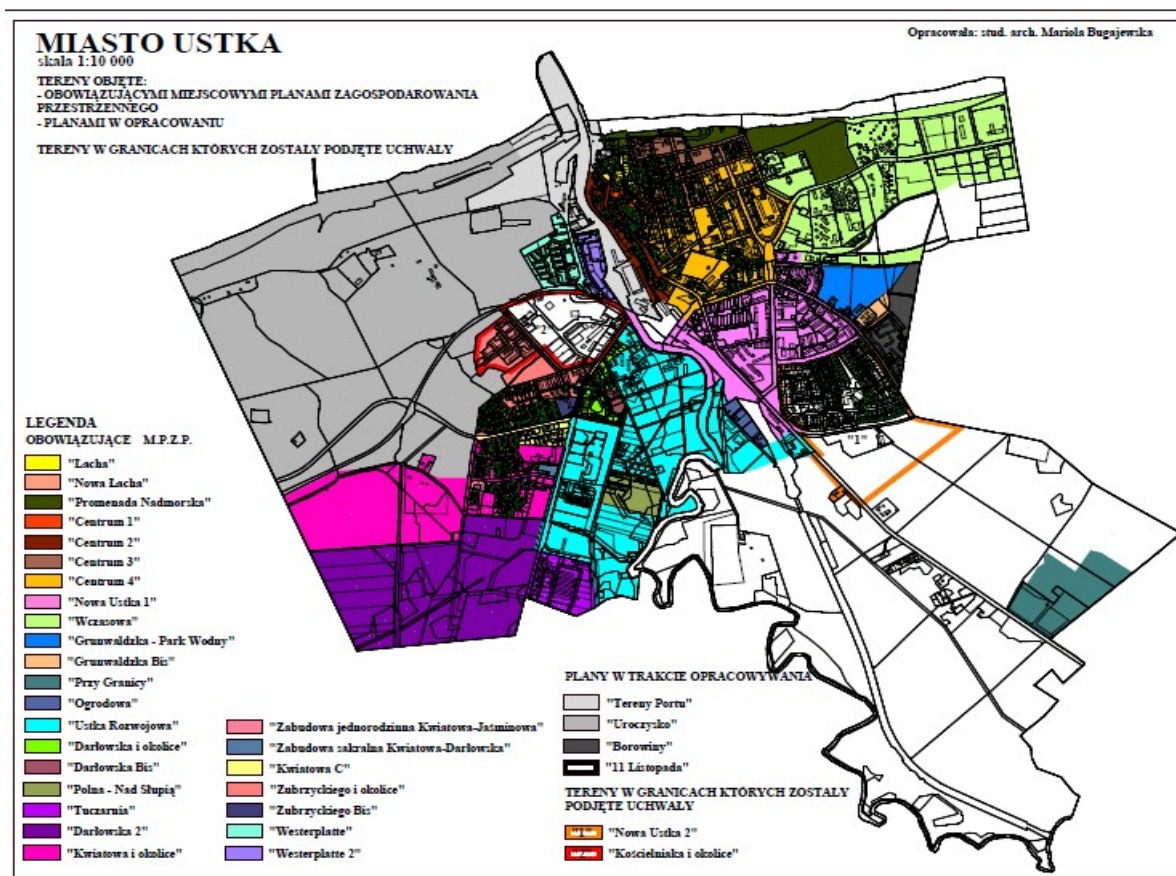 MIASTO USTKA
skala 1:10 000
TERENY OBJĘTE:
- OBOWIĄZUJĄCYMI MIEJSCOWYMI PLANAMI ZAGOSPODAROWANIA
PRZESTRZENNEGO
- PLANAMI W OPRACOWANIU
TERENY W GRANICACH KTÓRYCH ZOSTAŁY PODJĘTE UCHWAŁY
Opracowała: stud. arch. Mariola Bugajewska
2
"1"
LEGENDA
OBOWIĄZUJĄCE M.P.Z.P.
"Łacha"
"Nowa Łacha"
"Promenada Nadmorska"
"Centrum 1"
"Centrum 2"
"Centrum 3"
"Centrum 4"
"Nowa Ustka 1"
"Wczasowa"
"Grunwaldzka - Park Wodny"
"Grunwaldzka Bis"
"Przy Granicy"
"Ogrodowa"
"Ustka Rozwojowa"
"Darłowska i okolice"
"Darłowska Bis"
"Polna - Nad Słupią"
"Tuczarnia"
"Darłowska 2"
"Kwiatowa i okolice"
"Zabudowa jednorodzinna Kwiatowa-Jaśminowa"
"Zabudowa sakralna Kwiatowa-Darłowska"
"Kwiatowa C"
"Zubrzyckiego i okolice"
"Zubrzyckiego Bis"
"Westerplatte"
"Westerplatte 2"
PLANY W TRAKCIE OPRACOWYWANIA
"Tereny Portu"
"Uroczysko"
"Borowiny"
"11 Listopada"
TERENY W GRANICACH KTÓRYCH ZOSTAŁY
PODJĘTE UCHWAŁY
"1" "Nowa Ustka 2"
"2" "Kościelniaka i okolice"